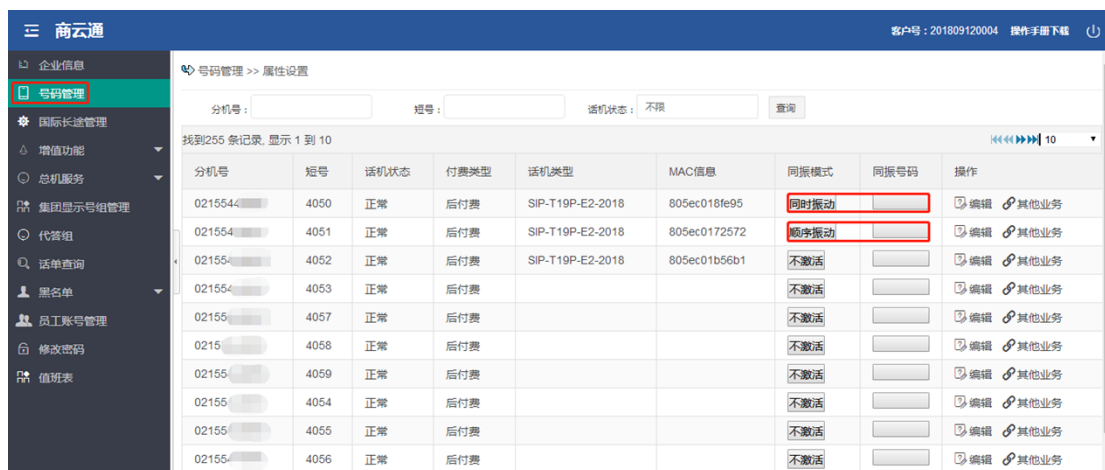 商云通
客户号：201809120004 操作手册下载
企业信息
号码管理
国际长途管理
增值功能
总机服务
集团显示号组管理
代答组
话单查询
黑名单
员工账号管理
修改密码
值班表
号码管理 >> 属性设置
分机号： 短号： 话机状态： 不限 查询
找到255 条记录, 显示 1 到 10 10
分机号 短号 话机状态 付费类型 话机类型 MAC信息 同振模式 同振号码 操作
0215544 4050 正常 后付费 SIP-T19P-E2-2018 805ec018fe95 同时振动 编辑 其他业务
021554 4051 正常 后付费 SIP-T19P-E2-2018 805ec0172572 顺序振动 编辑 其他业务
02155 4052 正常 后付费 SIP-T19P-E2-2018 805ec01b56b1 不激活 编辑 其他业务
021554 4053 正常 后付费 不激活 编辑 其他业务
02155 4057 正常 后付费 不激活 编辑 其他业务
0215 4058 正常 后付费 不激活 编辑 其他业务
02155 4059 正常 后付费 不激活 编辑 其他业务
02155 4054 正常 后付费 不激活 编辑 其他业务
02155 4055 正常 后付费 不激活 编辑 其他业务
02155 4056 正常 后付费 不激活 编辑 其他业务